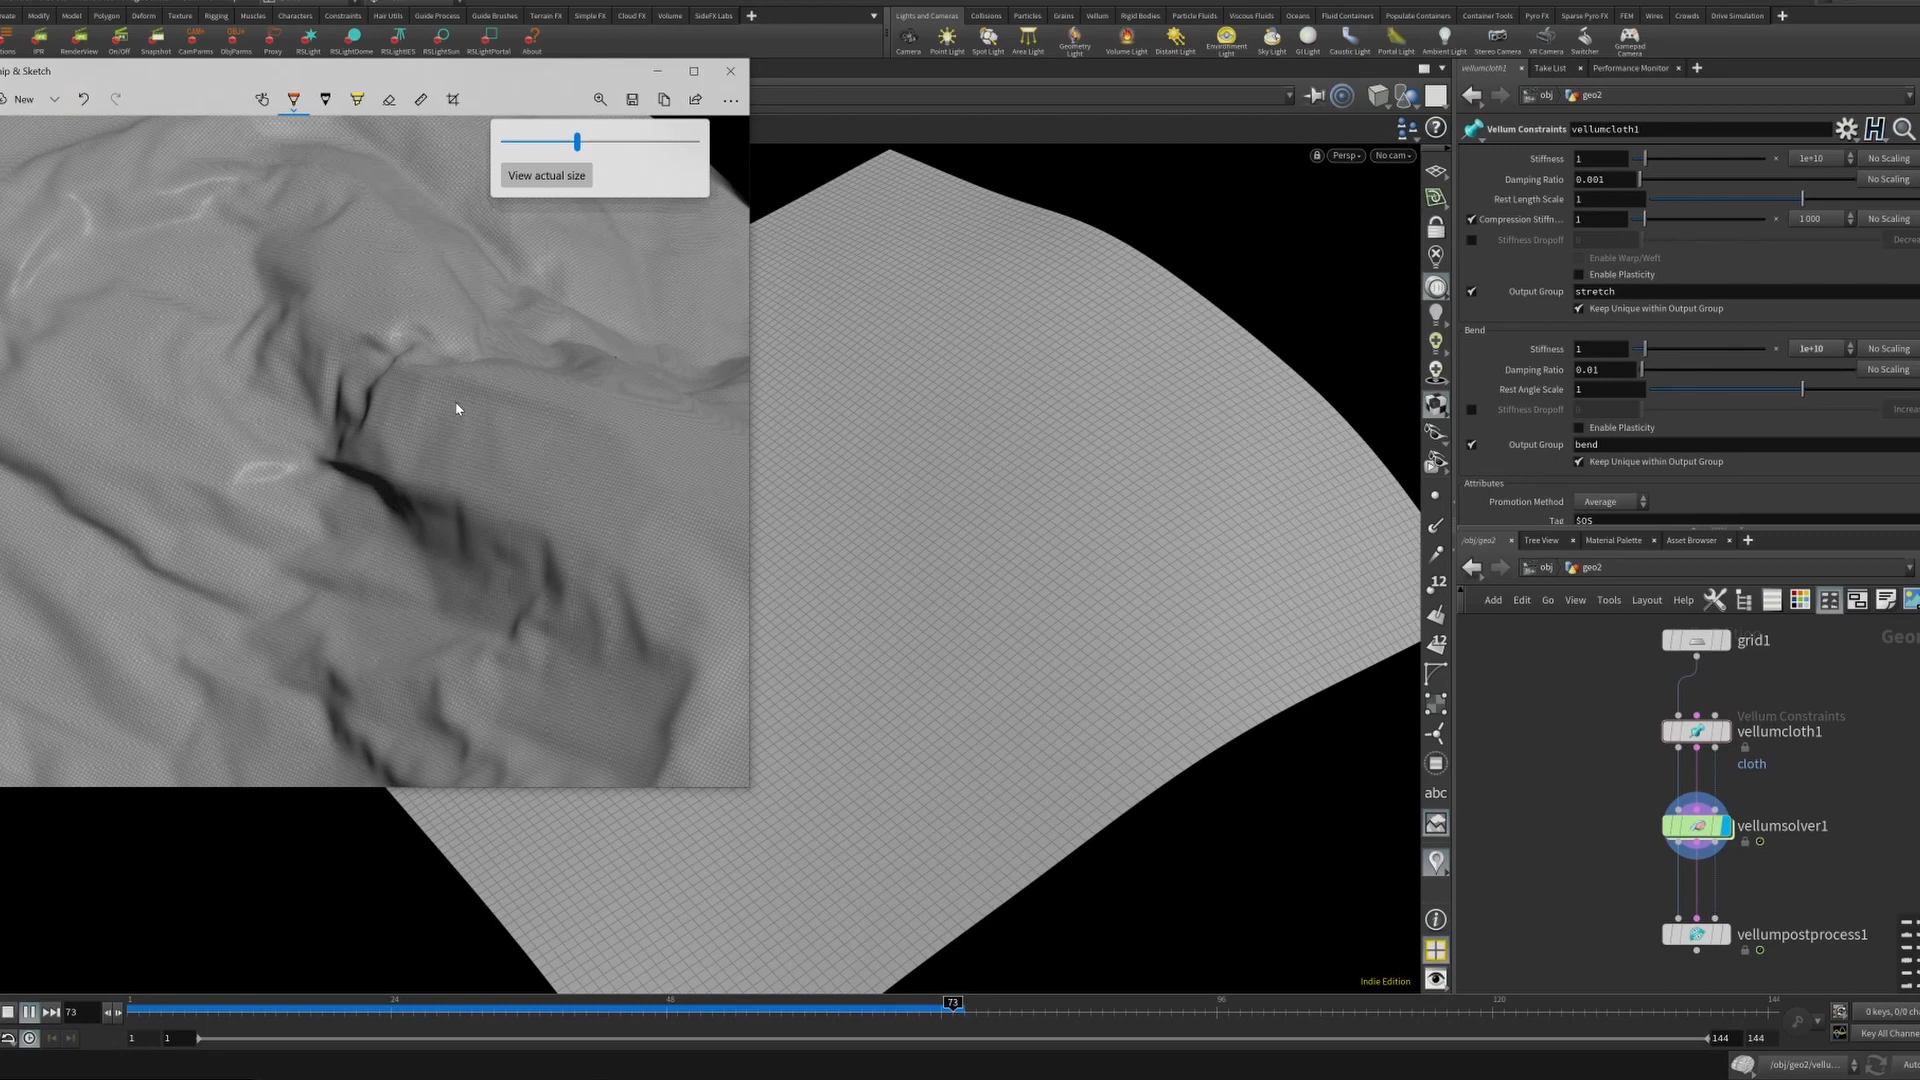 Modify Model Polygon Deform Texture Rigging Muscles Characters Constraints Hair Utils Guide Process Guide Brushes Terrain FX Simple FX Cloud FX Volume SideFX Labs
Lights and Cameras Collisions Particles Grains Vellum Rigid Bodies Particle Fluids Viscous Fluids Oceans Fluid Containers Populate Containers Container Tools Pyro FX Sparse Pyro FX FEM Wires Crowds Drive Simulation
IPR RenderView On/Off Snapshot CamParms ObjParms Proxy RSLight RSLightDome RSLightIES RSLightSun RSLightPortal About
Camera Point Light Spot Light Area Light Geometry Light Volume Light Distant Light Environment Light Sky Light GI Light Caustic Light Portal Light Ambient Light Stereo Camera VR Camera Switcher Gamepad Camera
ip & Sketch
New
View actual size
Persp
No cam
vellumcloth1 Take List Performance Monitor
obj geo2
Vellum Constraints vellumcloth1
Stiffness 1 1e+10 No Scaling
Damping Ratio 0.001 No Scaling
Rest Length Scale 1
Compression Stiffn... 1 1000 No Scaling
Stiffness Dropoff 0 Decrea
Enable Warp/Weft
Enable Plasticity
Output Group stretch
Keep Unique within Output Group
Bend
Stiffness 1 1e+10 No Scaling
Damping Ratio 0.01 No Scaling
Rest Angle Scale 1
Stiffness Dropoff 0 Increa
Enable Plasticity
Output Group bend
Keep Unique within Output Group
Attributes
Promotion Method Average
Tag $OS
/obj/geo2 Tree View Material Palette Asset Browser
obj geo2
Add Edit Go View Tools Layout Help
grid1
Geo
Vellum Constraints
vellumcloth1
cloth
vellumsolver1
vellumpostprocess1
12
12
abc
Indie Edition
73
1 24 48 73 96 120 144
0 keys, 0/0 ch
1 1 144 144
Key All Channe
/obj/geo2/vellu...
Auto